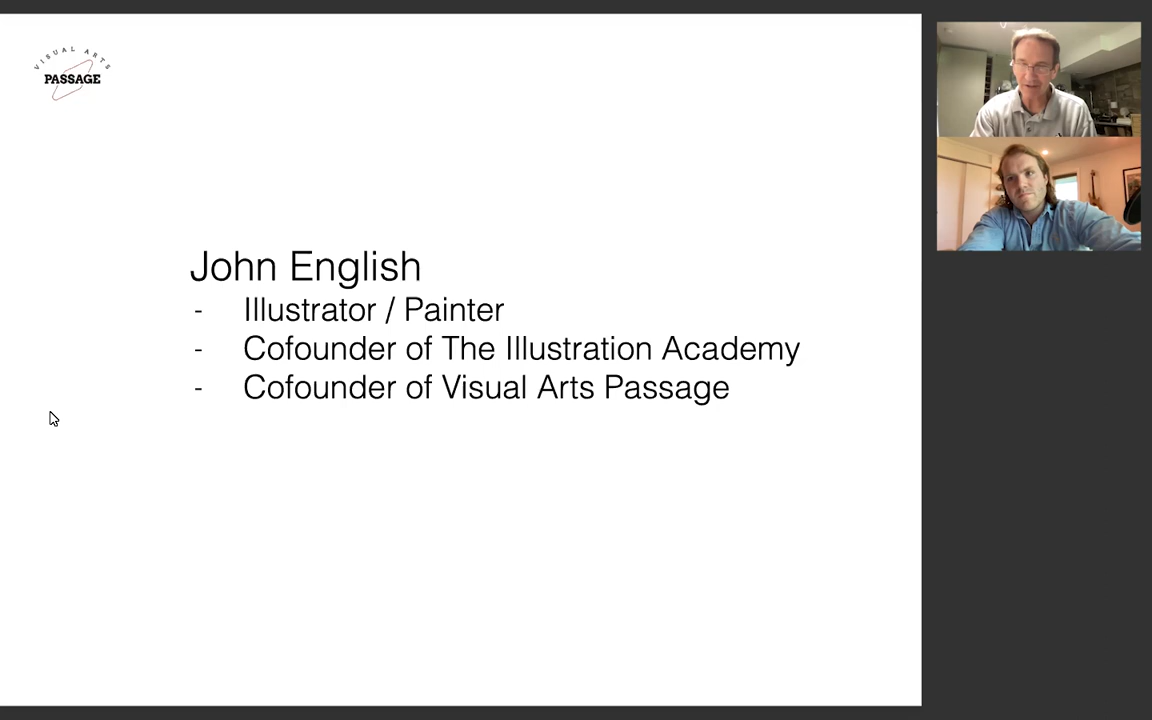 VISUAL ARTS
PASSAGE
John English
- Illustrator / Painter
- Cofounder of The Illustration Academy
- Cofounder of Visual Arts Passage